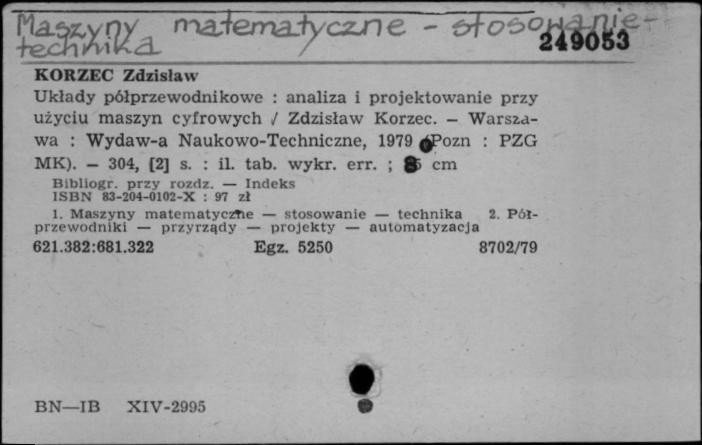 Maszyny matematyczne - stosowanie -
technika
249053
KORZEC Zdzisław
Układy półprzewodnikowe : analiza i projektowanie przy
użyciu maszyn cyfrowych / Zdzisław Korzec. — Warsza-
wa : Wydaw-a Naukowo-Techniczne, 1979 (Pozn : PZG
MK). — 304, [2] s. : il. tab. wykr. err. ; cm
Bibliogr. przy rozdz. — Indeks
ISBN 83-204-0102-X : 97 zł
1. Maszyny matematyczne — stosowanie — technika 2. Pół-
przewodniki — przyrządy — projekty — automatyzacja
621.382:681.322 Egz. 5250 8702/79
BN—IB XIV-2995